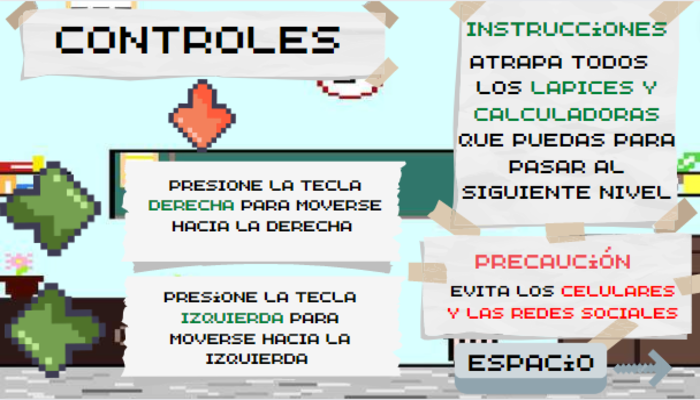 CONTROLES
PRESIONE LA TECLA
DERECHA PARA MOVERSE
HACIA LA DERECHA
PRESiONE LA TECLA
IZQUIERDA PARA
MOVERSE HACIA LA
IZQUIERDA
INSTRUCCiONES
ATRAPA TODOS
LOS LAPICES Y
CALCULADORAS
QUE PUEDAS PARA
PASAR AL
SIGUIENTE NIVEL
PRECAUCiÓN
EVITA LOS CELULARES
Y LAS REDES SOCIALES
ESPACiO